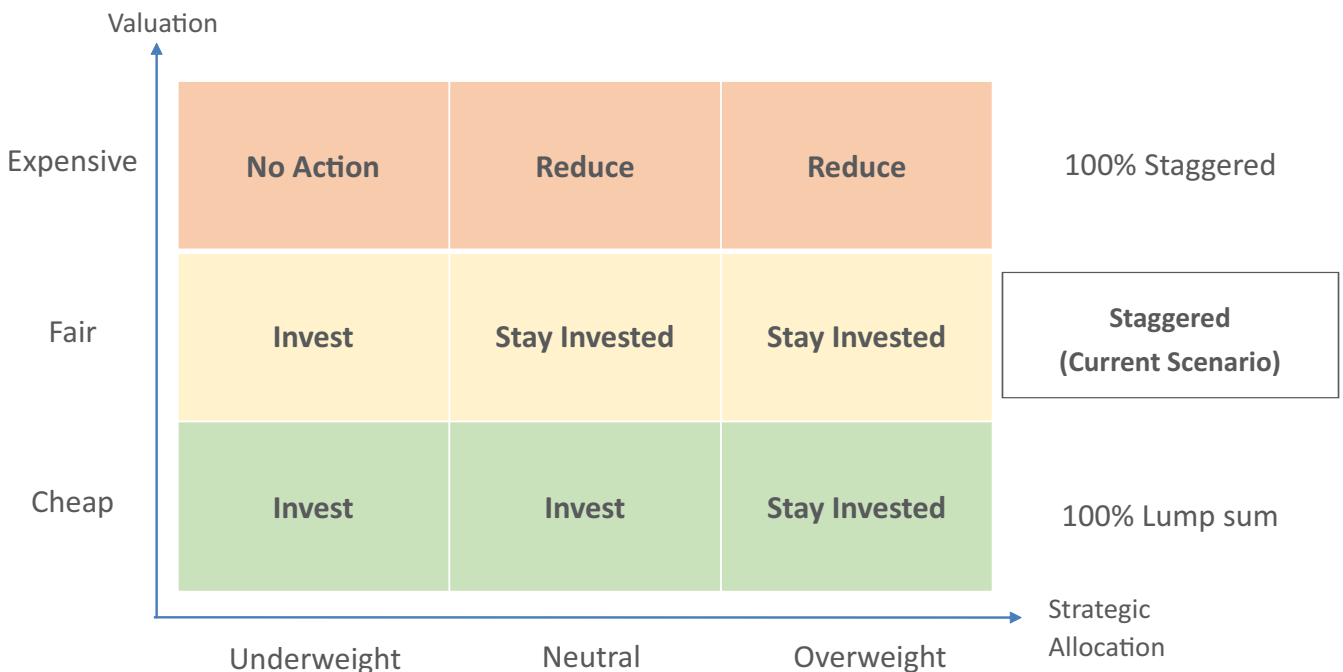 Valuation
Expensive
No Action
Reduce
Reduce
100% Staggered
Fair
Invest
Stay Invested
Stay Invested
Staggered
(Current Scenario)
Cheap
Invest
Invest
Stay Invested
100% Lump sum
Strategic
Allocation
Underweight
Neutral
Overweight